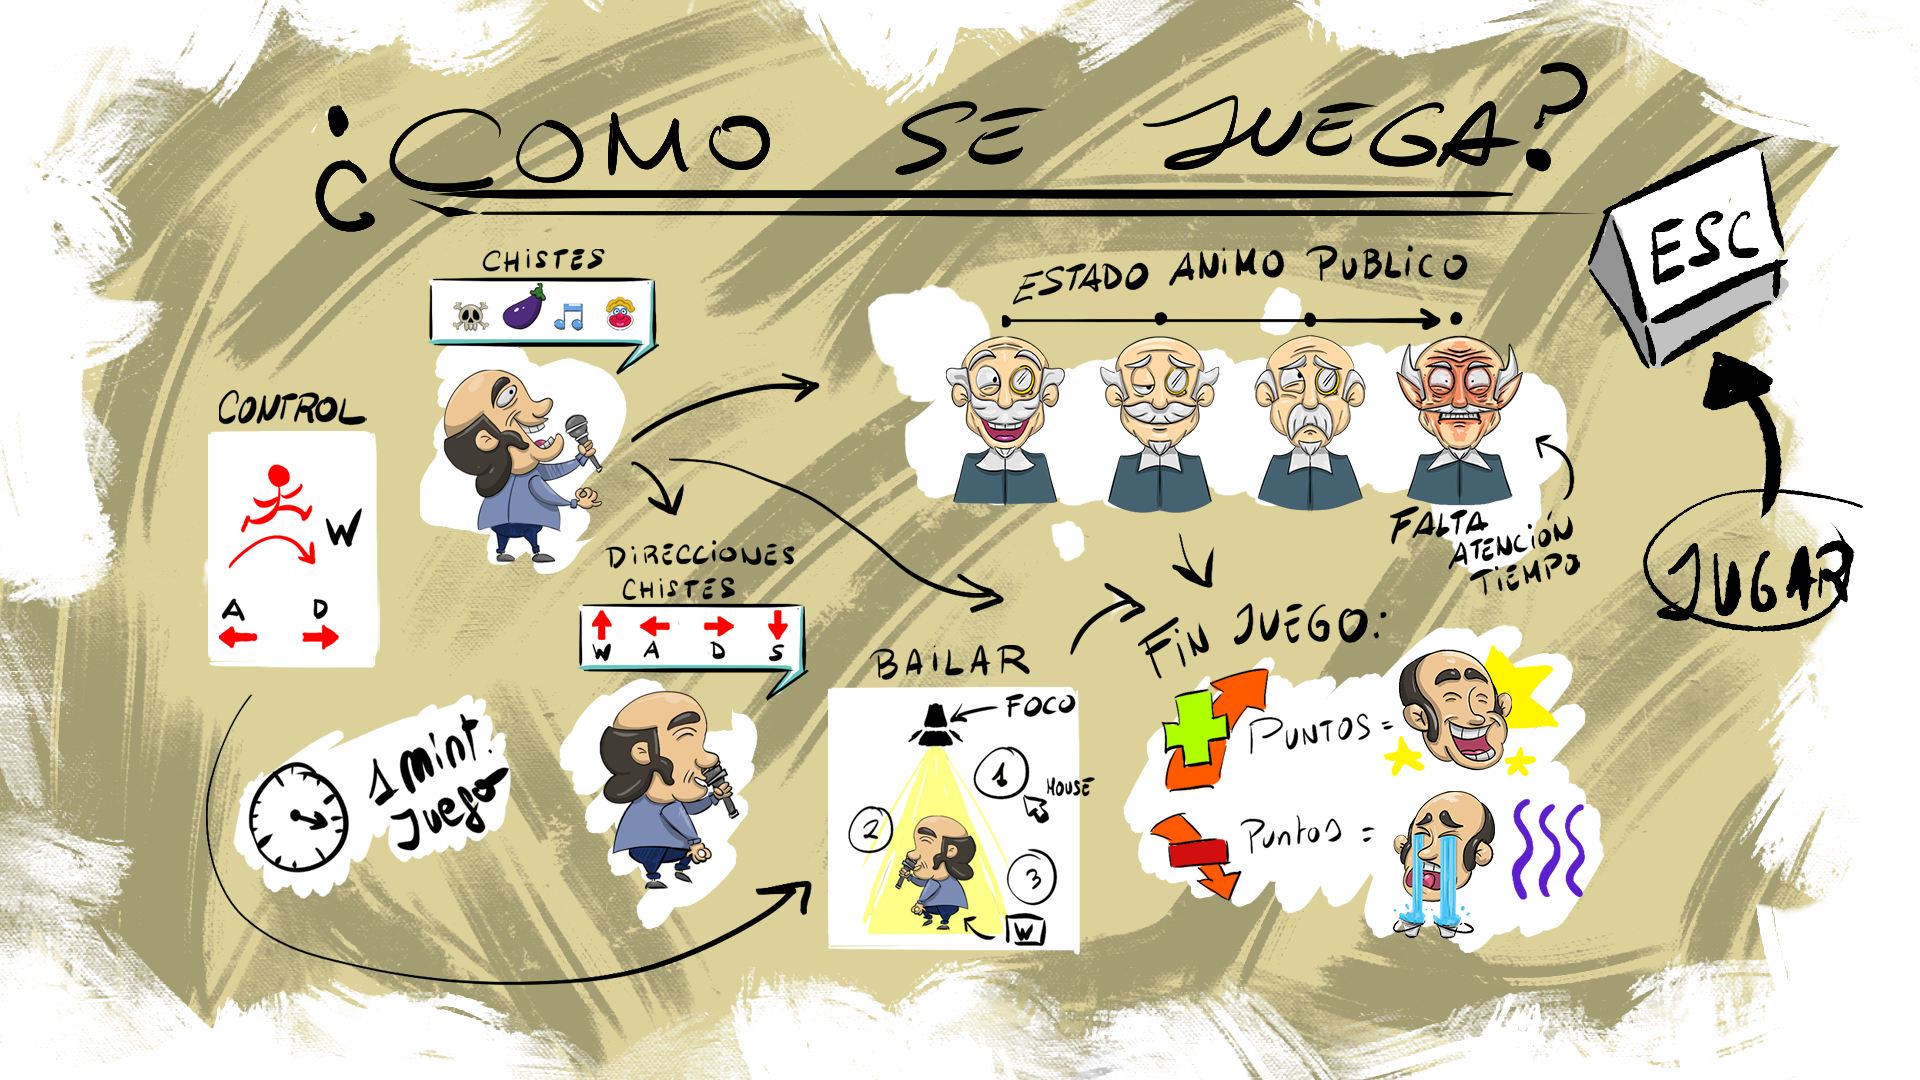 ¿COMO SE JUEGA?
ESC
JUGAR
CHISTES
CONTROL
W
A D
1 mint.
Juego
DIRECCIONES
CHISTES
W A D S
ESTADO ANIMO PUBLICO
FALTA
ATENCIÓN
TIEMPO
BAILAR
FOCO
1
MOUSE
2
3
W
FIN JUEGO:
PUNTOS =
Puntos =